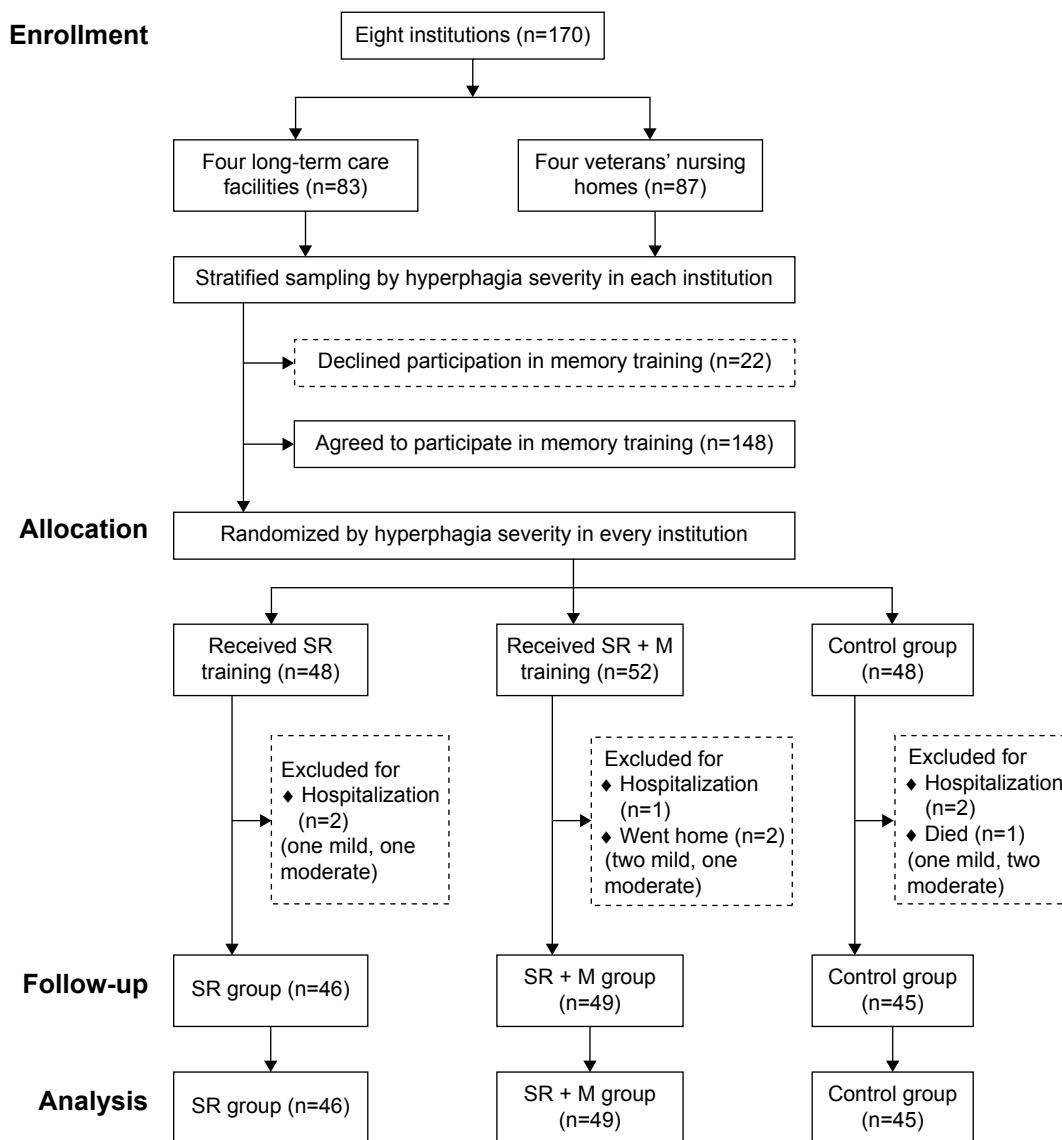 Enrollment
Eight institutions (n=170)
Four long-term care
facilities (n=83)
Four veterans’ nursing
homes (n=87)
Stratified sampling by hyperphagia severity in each institution
Declined participation in memory training (n=22)
Agreed to participate in memory training (n=148)
Allocation
Randomized by hyperphagia severity in every institution
Received SR
training (n=48)
Received SR + M
training (n=52)
Control group
(n=48)
Excluded for
♦ Hospitalization
(n=2)
(one mild, one
moderate)
Excluded for
♦ Hospitalization
(n=1)
♦ Went home (n=2)
(two mild, one
moderate)
Excluded for
♦ Hospitalization
(n=2)
♦ Died (n=1)
(one mild, two
moderate)
Follow-up
SR group (n=46)
SR + M group
(n=49)
Control group
(n=45)
Analysis
SR group (n=46)
SR + M group
(n=49)
Control group
(n=45)